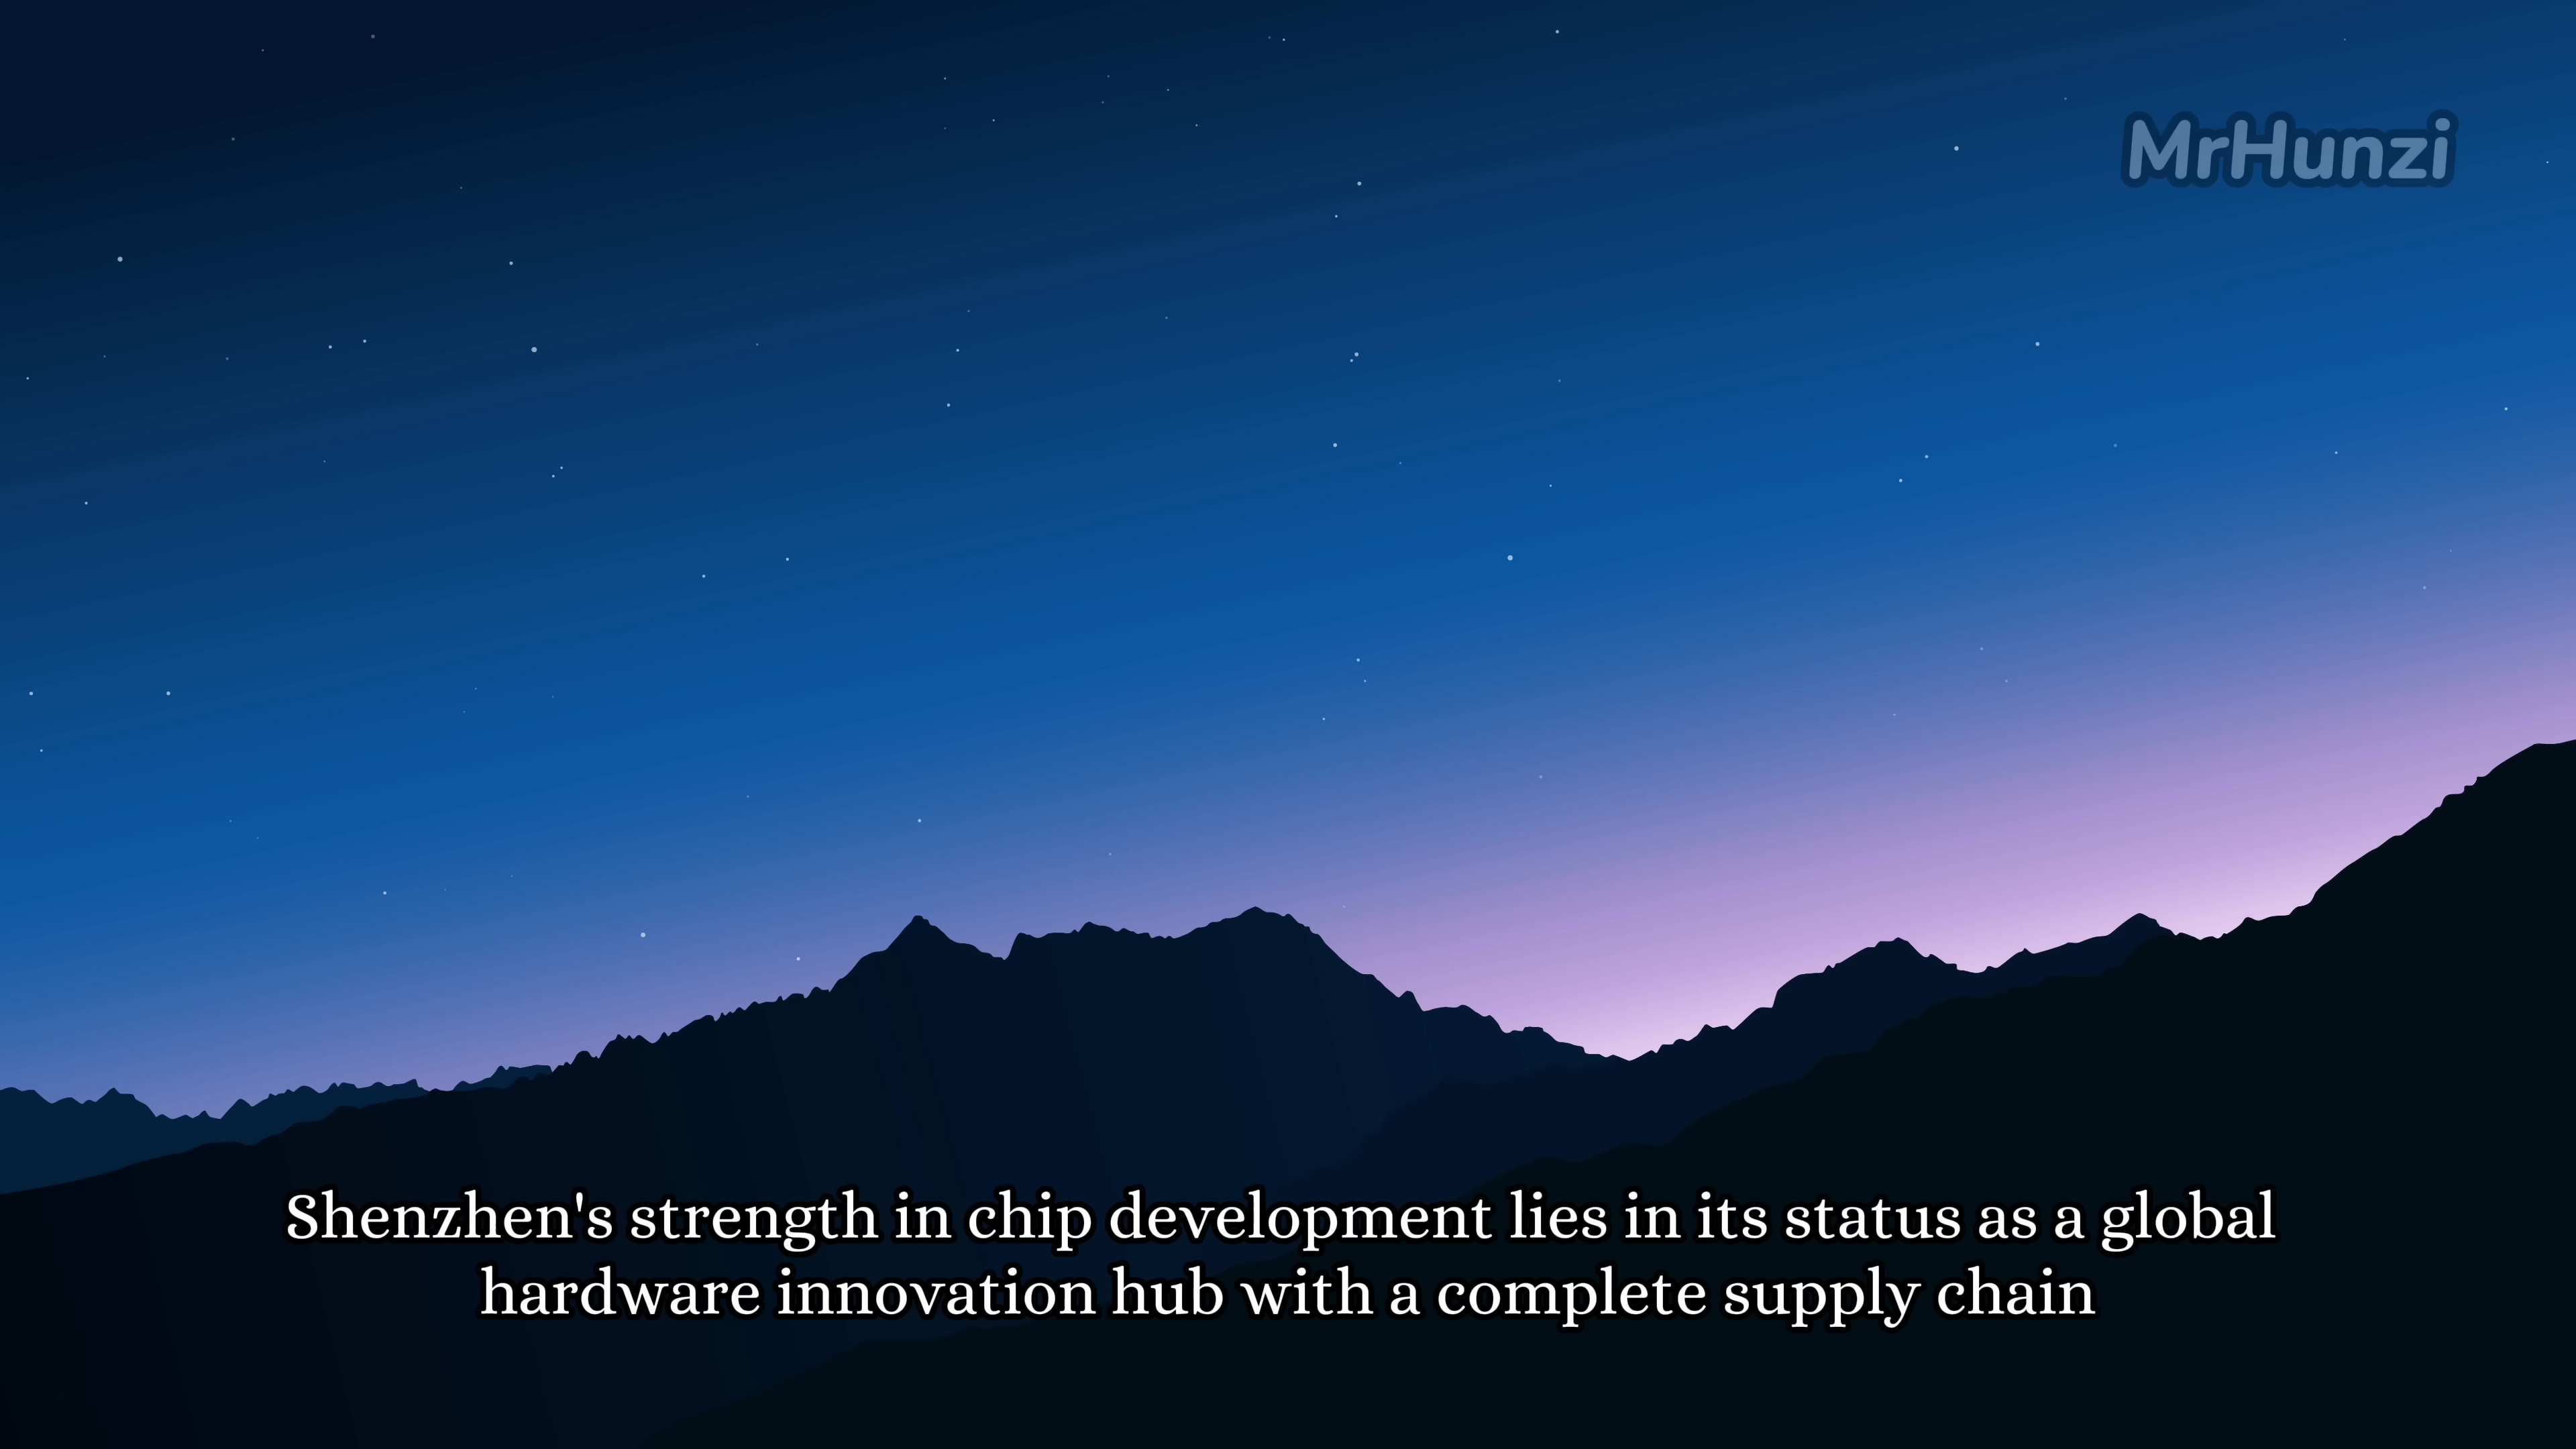 MrHunzi
Shenzhen's strength in chip development lies in its status as a global
hardware innovation hub with a complete supply chain